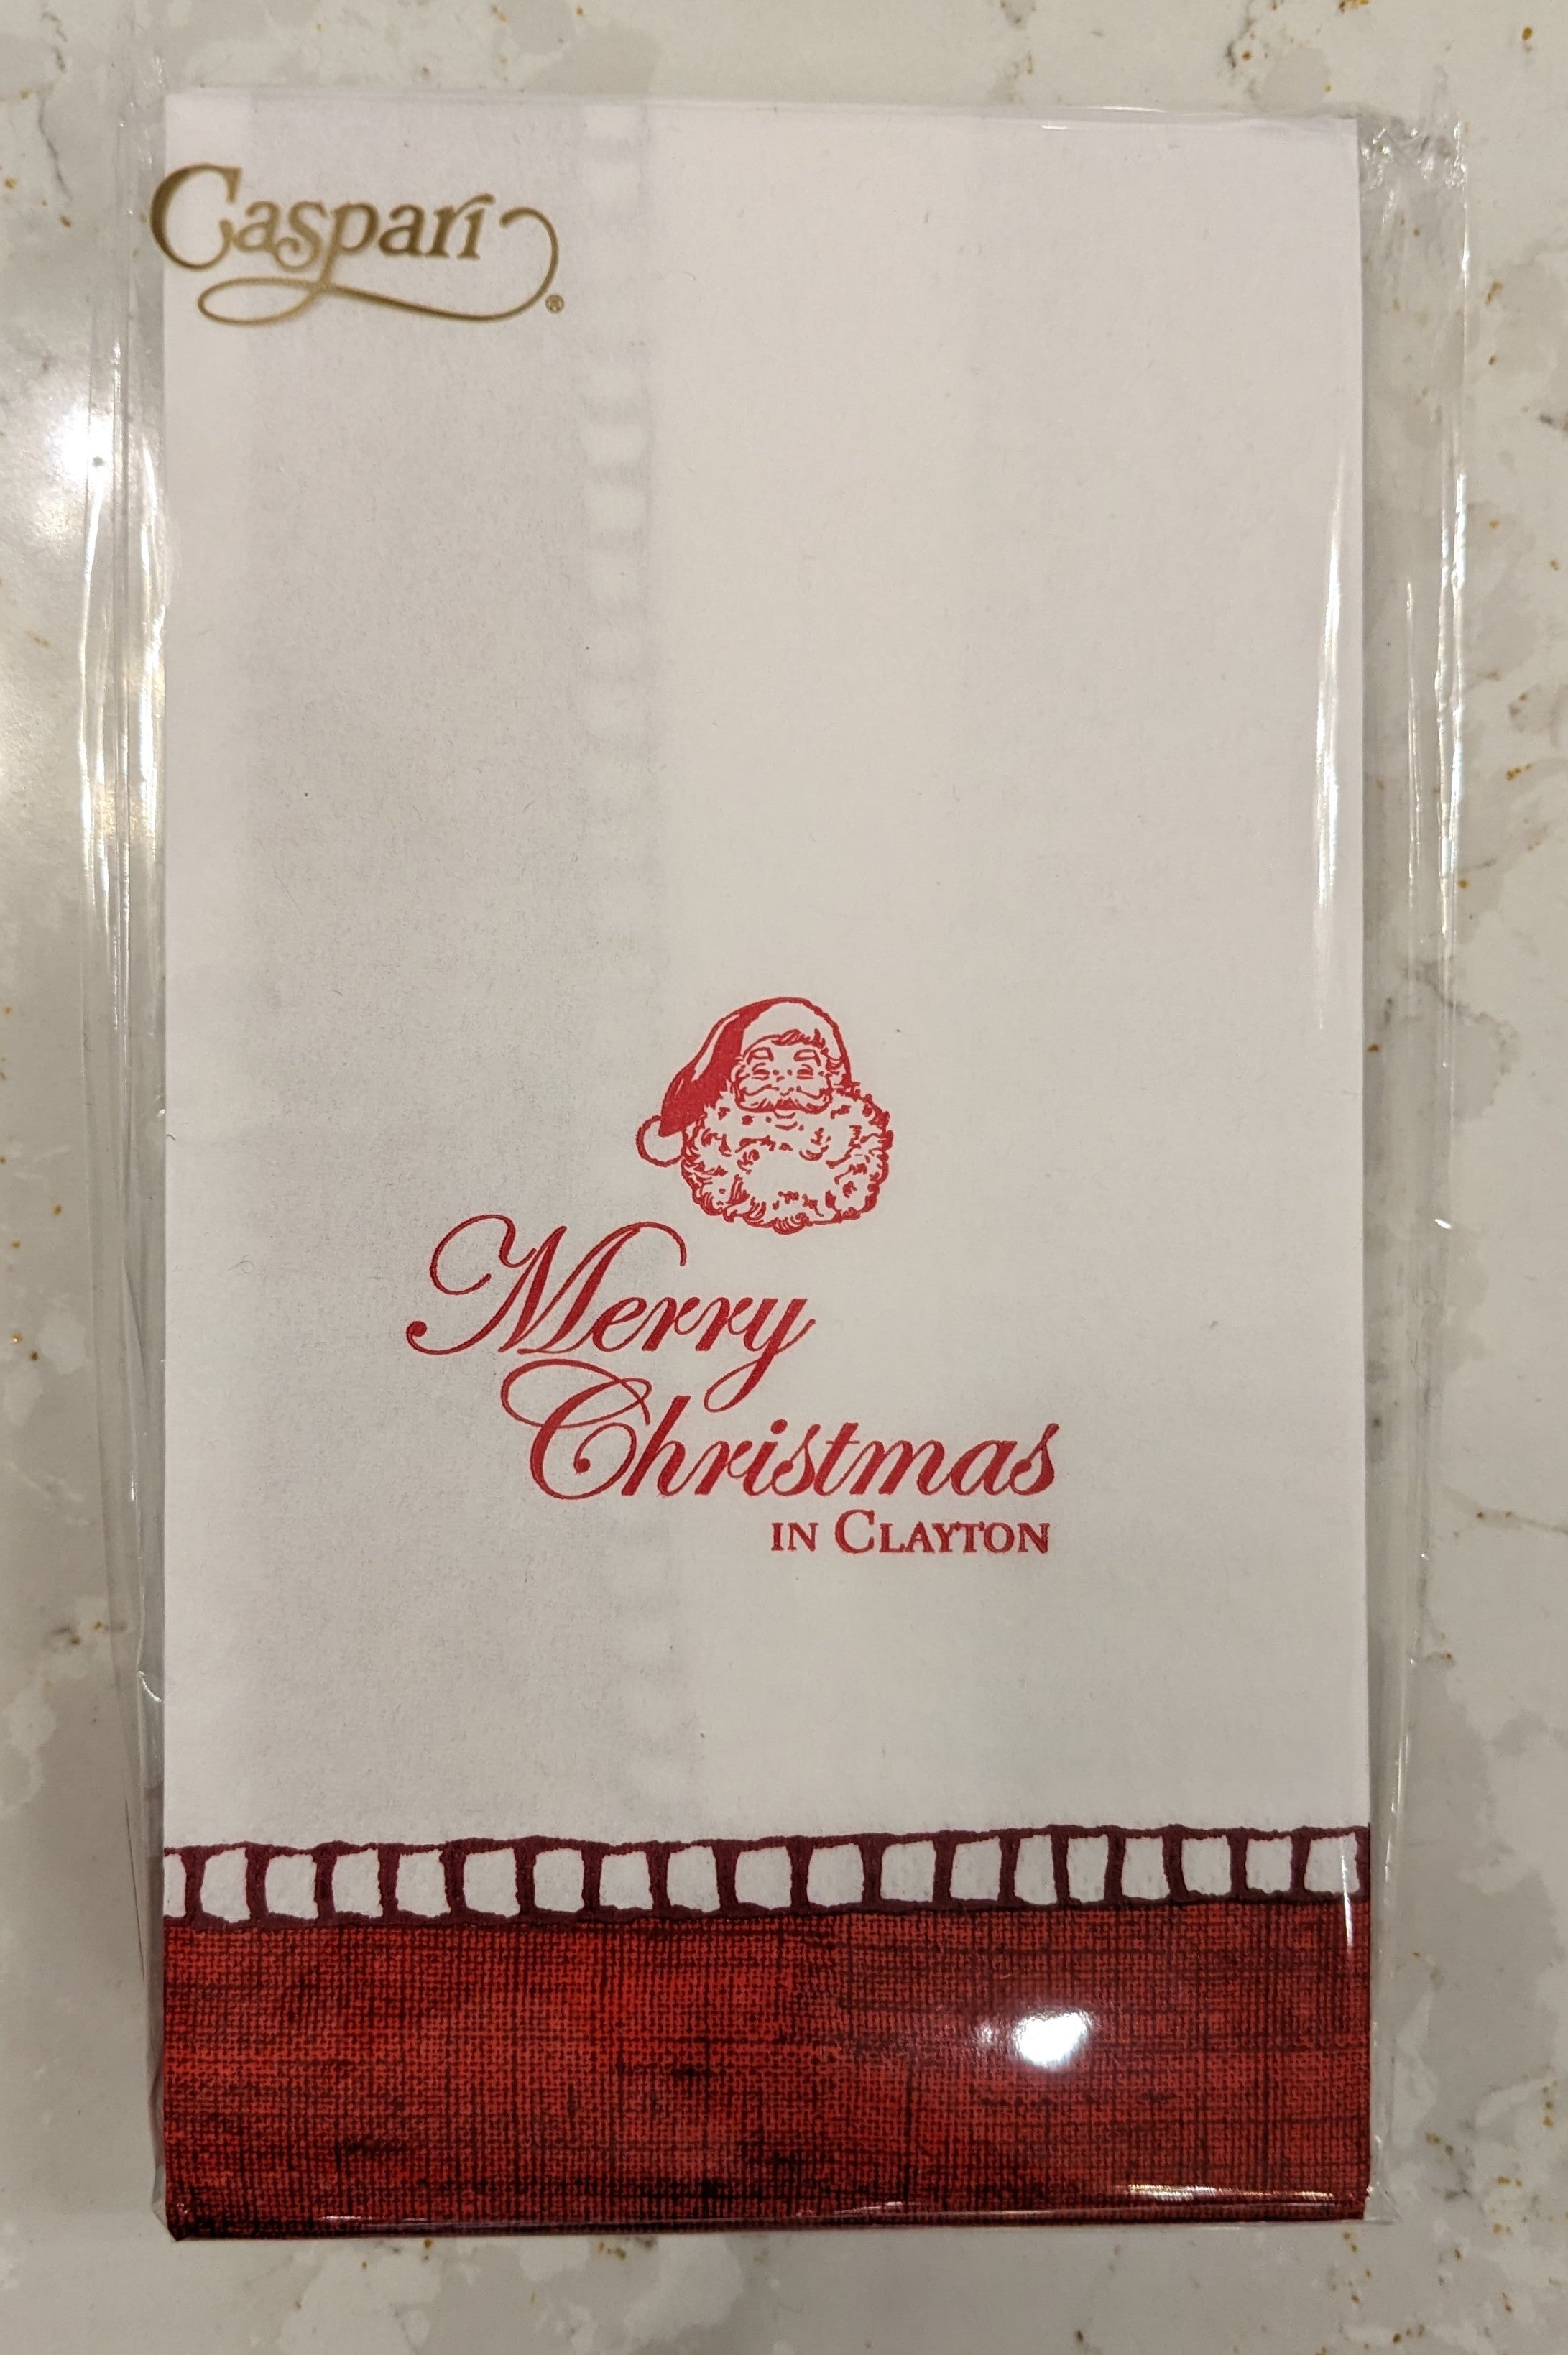 Caspari®
Merry
Christmas
IN CLAYTON